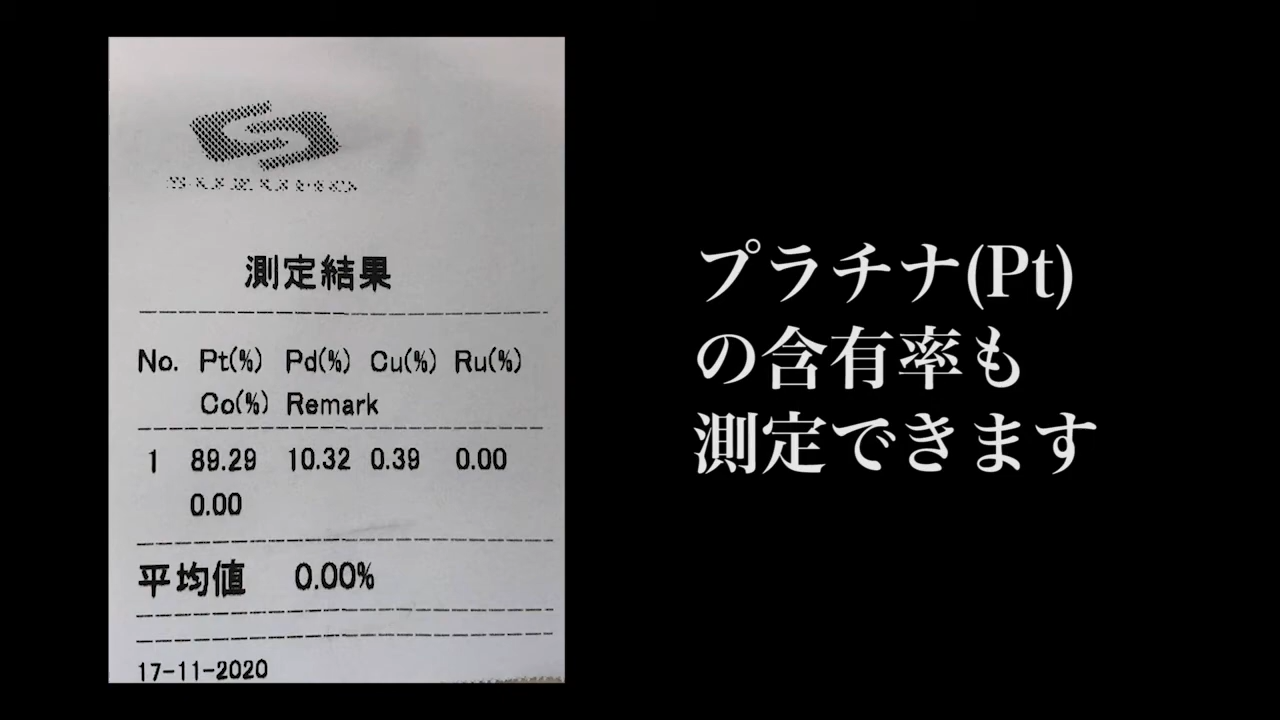 測定結果
No. Pt(%) Pd(%) Cu(%) Ru(%)
Co(%) Remark
1 89.29 10.32 0.39 0.00
0.00
平均値 0.00%
17-11-2020
プラチナ(Pt)
の含有率も
測定できます